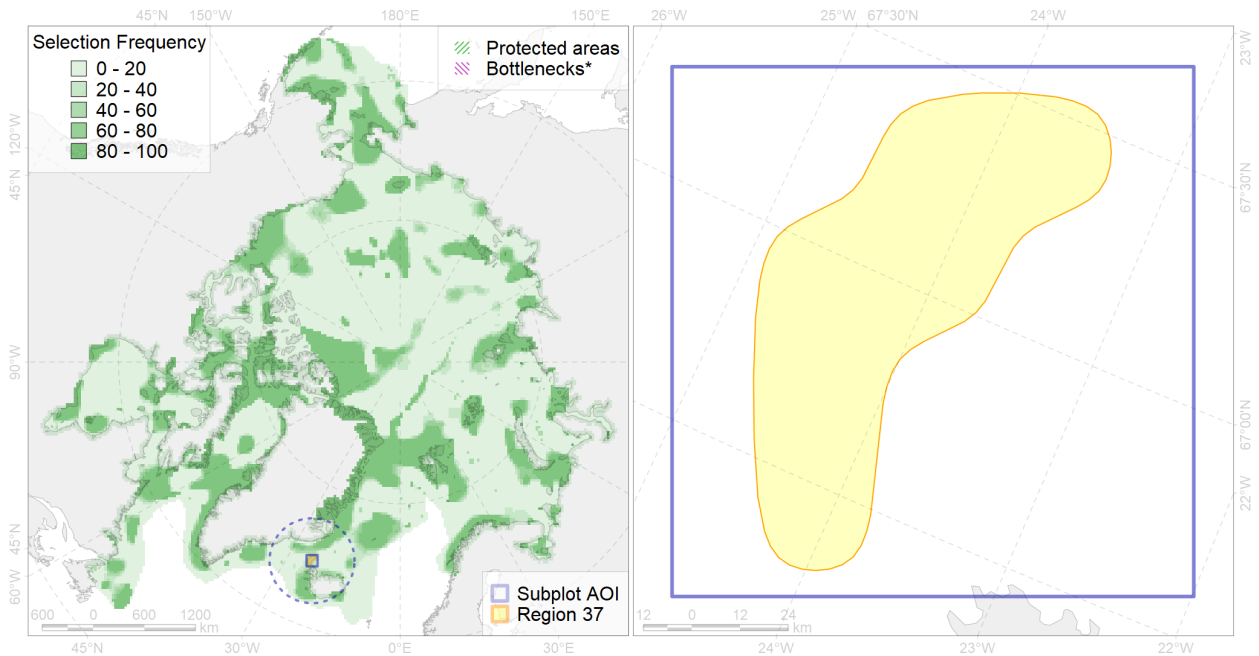 45°N 150°W 180°E 150°E 26°W 25°W 67°30'N 24°W
Selection Frequency
0 - 20
20 - 40
40 - 60
60 - 80
80 - 100
Protected areas
Bottlenecks*
23°W
120°W
45°N
67°30'N
90°W
67°00'N
22°W
45°N
60°W
Subplot AOI
Region 37
600 0 600 1200
km
12 0 12 24
km
45°N 30°W 0°E 30°E 24°W 23°W 22°W